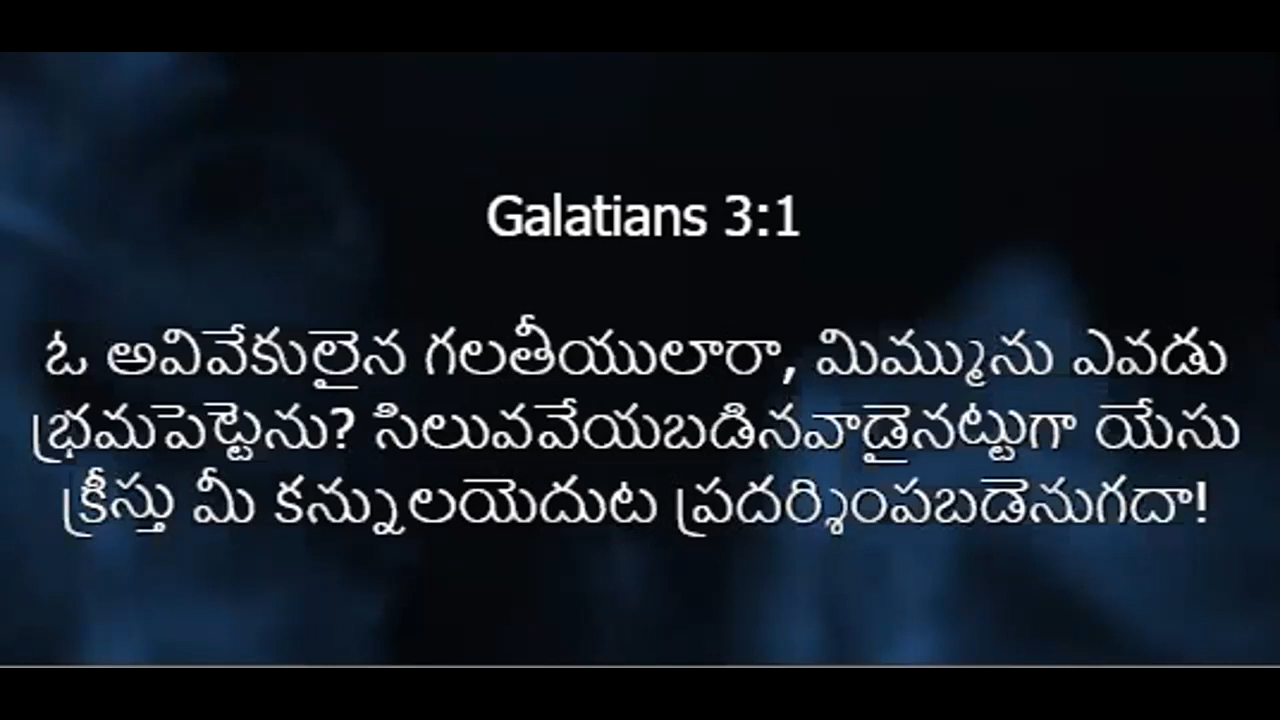 Galatians 3:1
ఓ అవివేకులైన గలతీయులారా, మిమ్మును ఎవడు
భ్రమపెట్టెను? సిలువవేయబడినవాడైనట్టుగా యేసు
క్రీస్తు మీ కన్నులయెదుట ప్రదర్శింపబడెనుగదా!